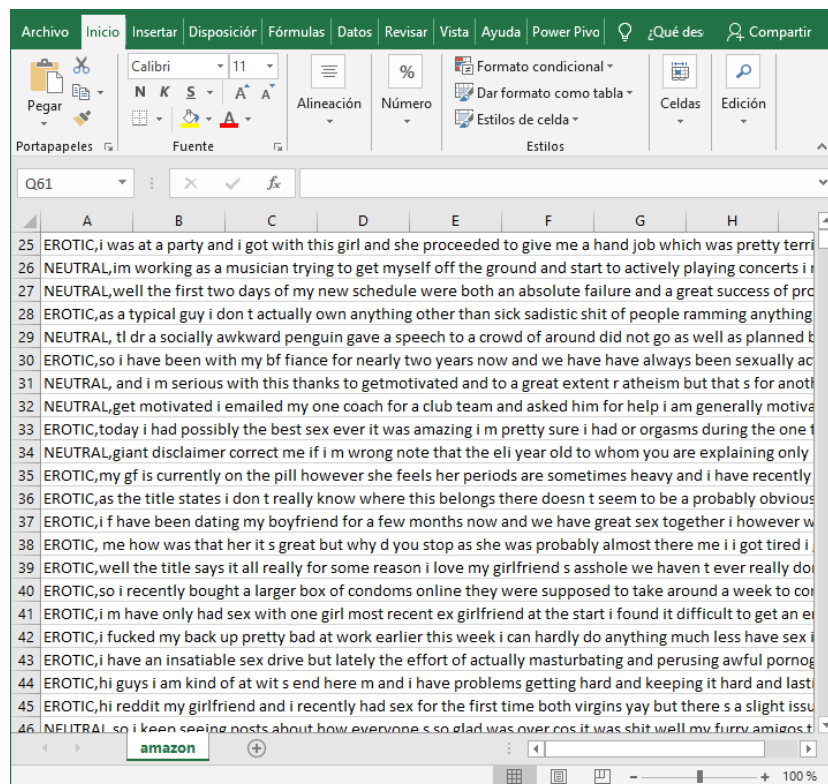 Archivo Inicio Insertar Disposición Fórmulas Datos Revisar Vista Ayuda Power Pivo ¿Qué des Compartir
Pegar
Portapapeles
Calibri 11
N K S A A
A
Fuente
Alineación
%
Número
Formato condicional
Dar formato como tabla
Estilos de celda
Estilos
Celdas
Edición
Q61 fx
A B C D E F G H
25 EROTIC,i was at a party and i got with this girl and she proceeded to give me a hand job which was pretty terri
26 NEUTRAL,im working as a musician trying to get myself off the ground and start to actively playing concerts i
27 NEUTRAL,well the first two days of my new schedule were both an absolute failure and a great success of pro
28 EROTIC,as a typical guy i don t actually own anything other than sick sadistic shit of people ramming anything
29 NEUTRAL, tl dr a socially awkward penguin gave a speech to a crowd of around did not go as well as planned b
30 EROTIC,so i have been with my bf fiance for nearly two years now and we have have always been sexually ac
31 NEUTRAL, and i m serious with this thanks to getmotivated and to a great extent r atheism but that s for anoth
32 NEUTRAL,get motivated i emailed my one coach for a club team and asked him for help i am generally motiva
33 EROTIC,today i had possibly the best sex ever it was amazing i m pretty sure i had or orgasms during the one t
34 NEUTRAL,giant disclaimer correct me if i m wrong note that the eli year old to whom you are explaining only
35 EROTIC,my gf is currently on the pill however she feels her periods are sometimes heavy and i have recently
36 EROTIC,as the title states i don t really know where this belongs there doesn t seem to be a probably obvious
37 EROTIC,i f have been dating my boyfriend for a few months now and we have great sex together i however w
38 EROTIC, me how was that her it s great but why d you stop as she was probably almost there me i i got tired i
39 EROTIC,well the title says it all really for some reason i love my girlfriend s asshole we haven t ever really do
40 EROTIC,so i recently bought a larger box of condoms online they were supposed to take around a week to co
41 EROTIC,i m have only had sex with one girl most recent ex girlfriend at the start i found it difficult to get an e
42 EROTIC,i fucked my back up pretty bad at work earlier this week i can hardly do anything much less have sex i
43 EROTIC,i have an insatiable sex drive but lately the effort of actually masturbating and perusing awful pornog
44 EROTIC,hi guys i am kind of at wit s end here m and i have problems getting hard and keeping it hard and lasti
45 EROTIC,hi reddit my girlfriend and i recently had sex for the first time both virgins yay but there s a slight issu
46 NEUTRAL,so i keep seeing posts about how everyone s so glad was over cos it was shit well my furry amigos t
amazon
100 %